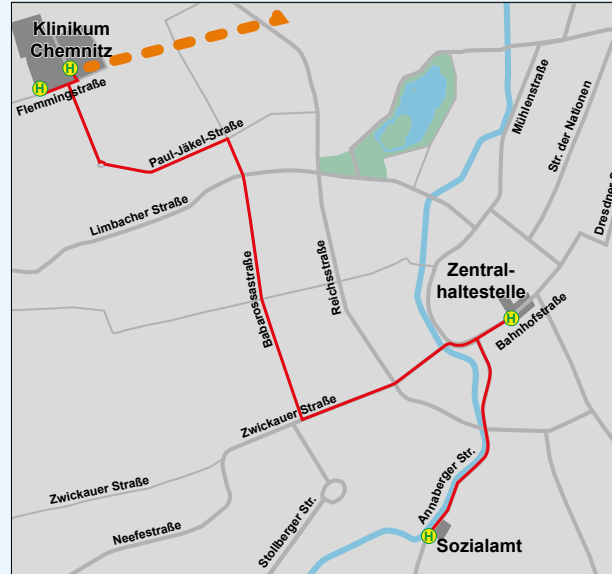 Klinikum
Chemnitz
H
H
Flemmingstraße
Paul-Jäkel-Straße
Limbacher Straße
Mühlenstraße
Str. der Nationen
Dresdner S
Babarossastraße
Reichsstraße
Zentral-
haltestelle
H
Bahnhofstraße
Zwickauer Straße
Zwickauer Straße
Neefestraße
Stollberger Str.
Annaberger Str.
H
Sozialamt